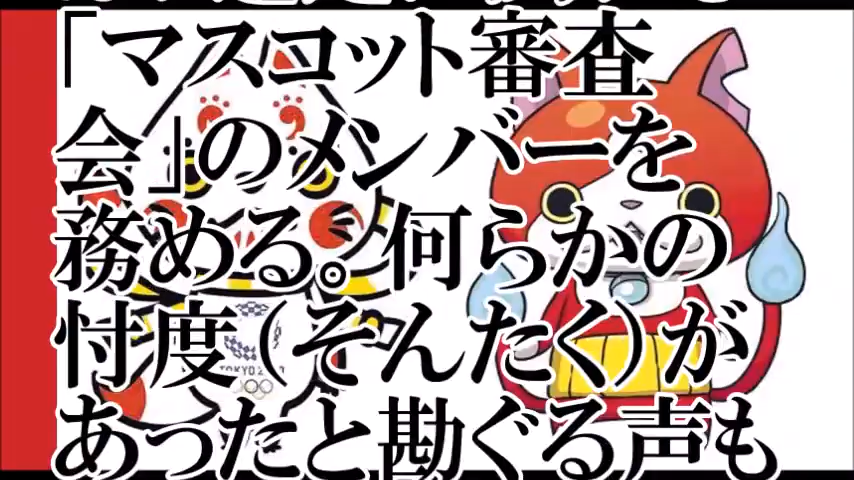 「マスコット審査
会」のメンバーを
務める。何らかの
忖度(そんたく)が
あったと勘ぐる声も